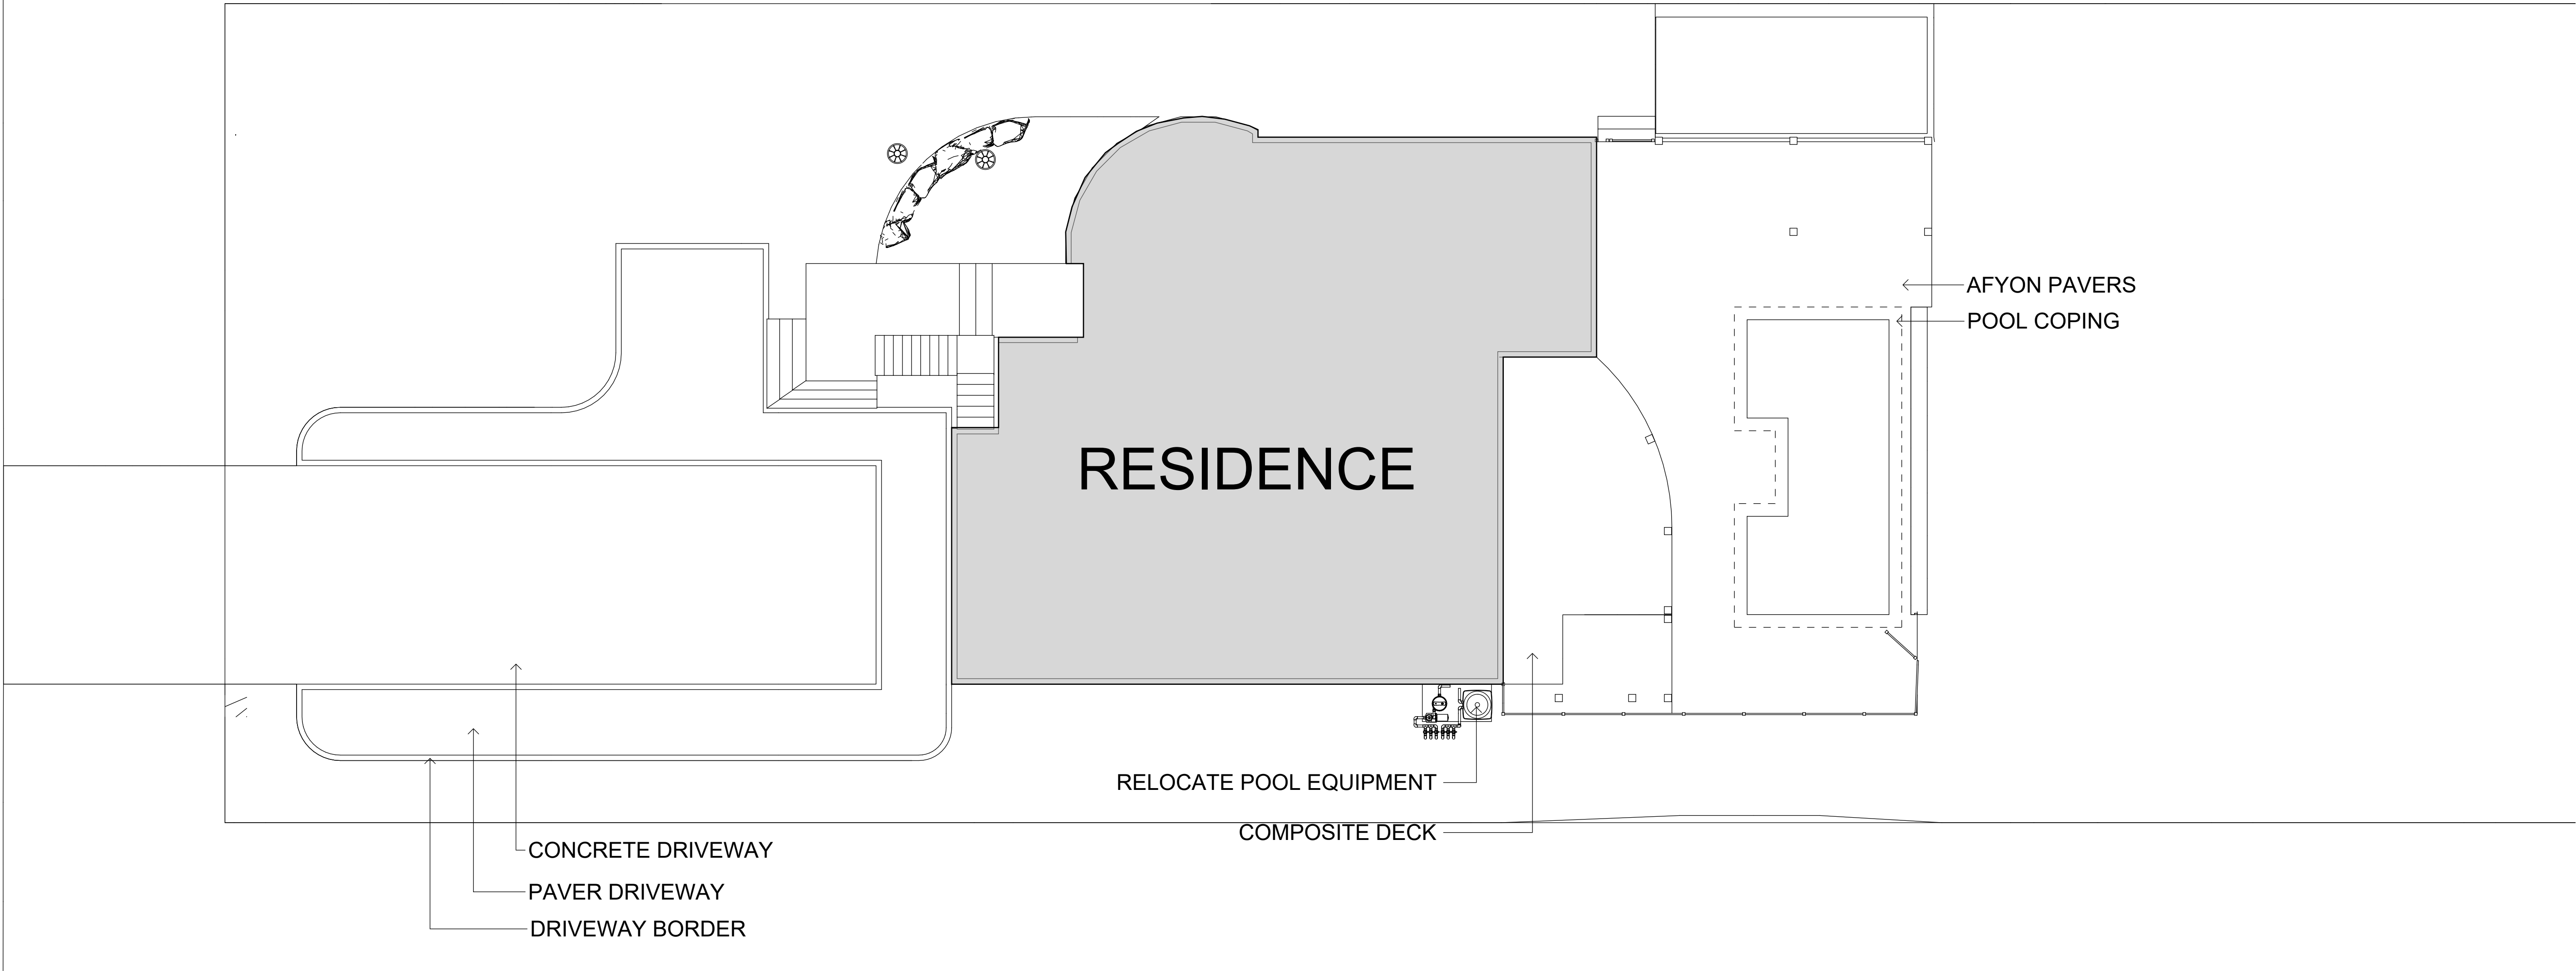 AFYON PAVERS
POOL COPING
RESIDENCE
RELOCATE POOL EQUIPMENT
COMPOSITE DECK
CONCRETE DRIVEWAY
PAVER DRIVEWAY
DRIVEWAY BORDER